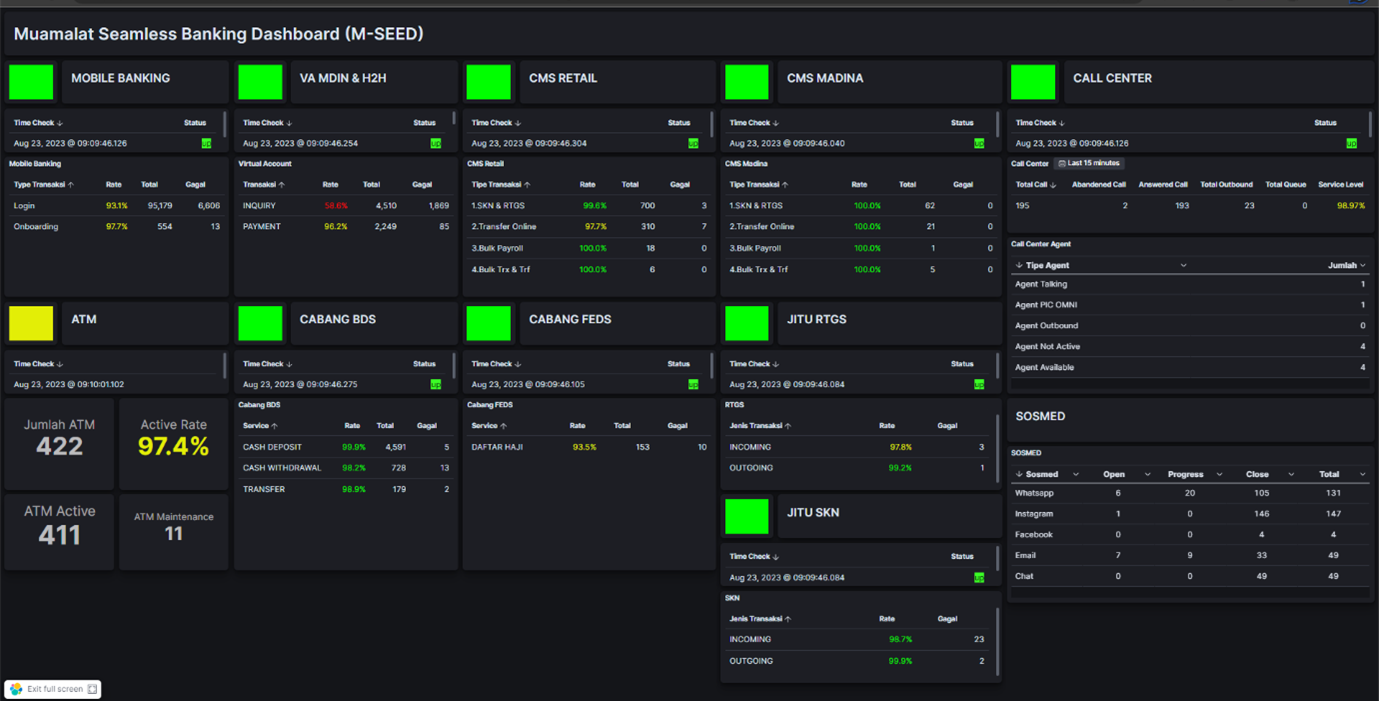 Muamalat Seamless Banking Dashboard (M-SEED)
MOBILE BANKING
Time Check ↓ Status
Aug 23, 2023 @ 09:09:46.126 up
Mobile Banking
Type Transaksi ↑ Rate Total Gagal
Login 93.1% 95,179 6,606
Onboarding 97.7% 554 13
VA MDIN & H2H
Time Check ↓ Status
Aug 23, 2023 @ 09:09:46.254 up
Virtual Account
Transaksi ↑ Rate Total Gagal
INQUIRY 58.6% 4,510 1,869
PAYMENT 96.2% 2,249 85
CMS RETAIL
Time Check ↓ Status
Aug 23, 2023 @ 09:09:46.304 up
CMS Retail
Tipe Transaksi ↑ Rate Total Gagal
1.SKN & RTGS 99.6% 700 3
2.Transfer Online 97.7% 310 7
3.Bulk Payroll 100.0% 18 0
4.Bulk Trx & Trf 100.0% 6 0
CMS MADINA
Time Check ↓ Status
Aug 23, 2023 @ 09:09:46.040 up
CMS Madina
Tipe Transaksi ↑ Rate Total Gagal
1.SKN & RTGS 100.0% 62 0
2.Transfer Online 100.0% 21 0
3.Bulk Payroll 100.0% 1 0
4.Bulk Trx & Trf 100.0% 5 0
CALL CENTER
Time Check ↓ Status
Aug 23, 2023 @ 09:09:46.126 up
Call Center Last 15 minutes
Total Call ↓ Abandened Call Answered Call Total Outbound Total Queue Service Level
195 2 193 23 0 98.97%
Call Center Agent
↓ Tipe Agent Jumlah
Agent Talking 1
Agent PIC OMNI 1
Agent Outbound 0
Agent Not Active 4
Agent Available 4
ATM
Time Check ↓
Aug 23, 2023 @ 09:10:01.102
Jumlah ATM
422
Active Rate
97.4%
ATM Active
411
ATM Maintenance
11
CABANG BDS
Time Check ↓ Status
Aug 23, 2023 @ 09:09:46.275 up
Cabang BDS
Service ↑ Rate Total Gagal
CASH DEPOSIT 99.9% 4,591 5
CASH WITHDRAWAL 98.2% 728 13
TRANSFER 98.9% 179 2
CABANG FEDS
Time Check ↓ Status
Aug 23, 2023 @ 09:09:46.105 up
Cabang FEDS
Service ↑ Rate Total Gagal
DAFTAR HAJI 93.5% 153 10
JITU RTGS
Time Check ↓ Status
Aug 23, 2023 @ 09:09:46.084 up
RTGS
Jenis Transaksi ↑ Rate Gagal
INCOMING 97.8% 3
OUTGOING 99.2% 1
JITU SKN
Time Check ↓ Status
Aug 23, 2023 @ 09:09:46.084 up
SKN
Jenis Transaksi ↑ Rate Gagal
INCOMING 98.7% 23
OUTGOING 99.9% 2
SOSMED
SOSMED
↓ Sosmed Open Progress Close Total
Whatsapp 6 20 105 131
Instagram 1 0 146 147
Facebook 0 0 4 4
Email 7 9 33 49
Chat 0 0 49 49
Exit full screen